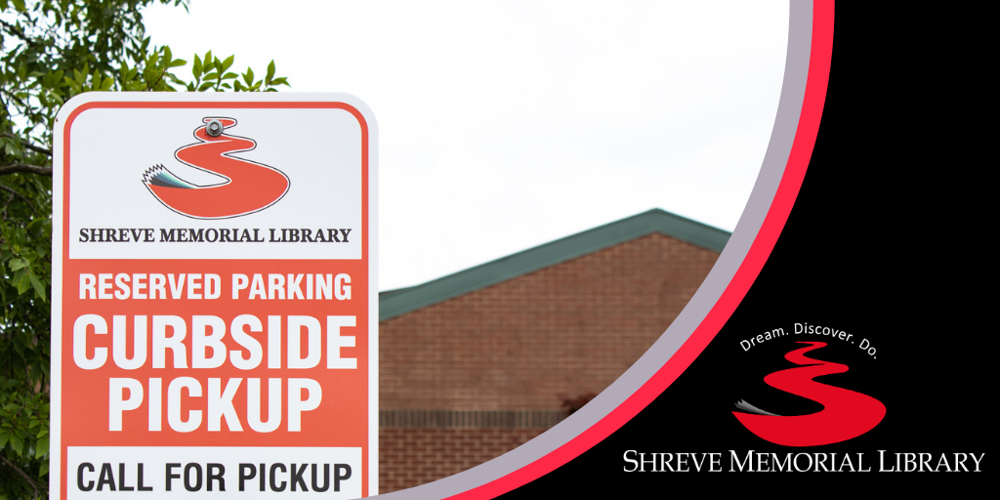 SHREVE MEMORIAL LIBRARY
RESERVED PARKING
CURBSIDE
PICKUP
CALL FOR PICKUP
Dream. Discover. Do.
SHREVE MEMORIAL LIBRARY